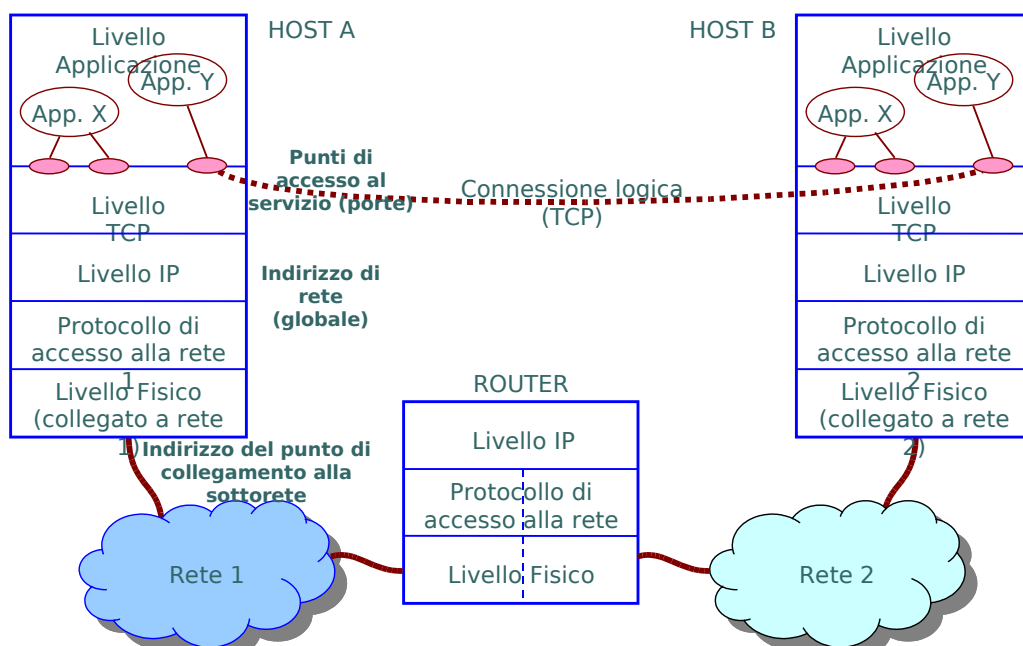 HOST A
HOST B
Livello
Applicazione
App. Y
App. X
Livello
Applicazione
App. Y
App. X
Punti di
accesso al
servizio (porte)
Connessione logica
(TCP)
Livello
TCP
Livello
TCP
Livello IP
Indirizzo di
rete
(globale)
Livello IP
Protocollo di
accesso alla rete
1
Protocollo di
accesso alla rete
2
Livello Fisico
(collegato a rete
1)
Livello Fisico
(collegato a rete
2)
ROUTER
Livello IP
Protocollo di
accesso alla rete
Livello Fisico
Indirizzo del punto di
collegamento alla
sottorete
Rete 1
Rete 2